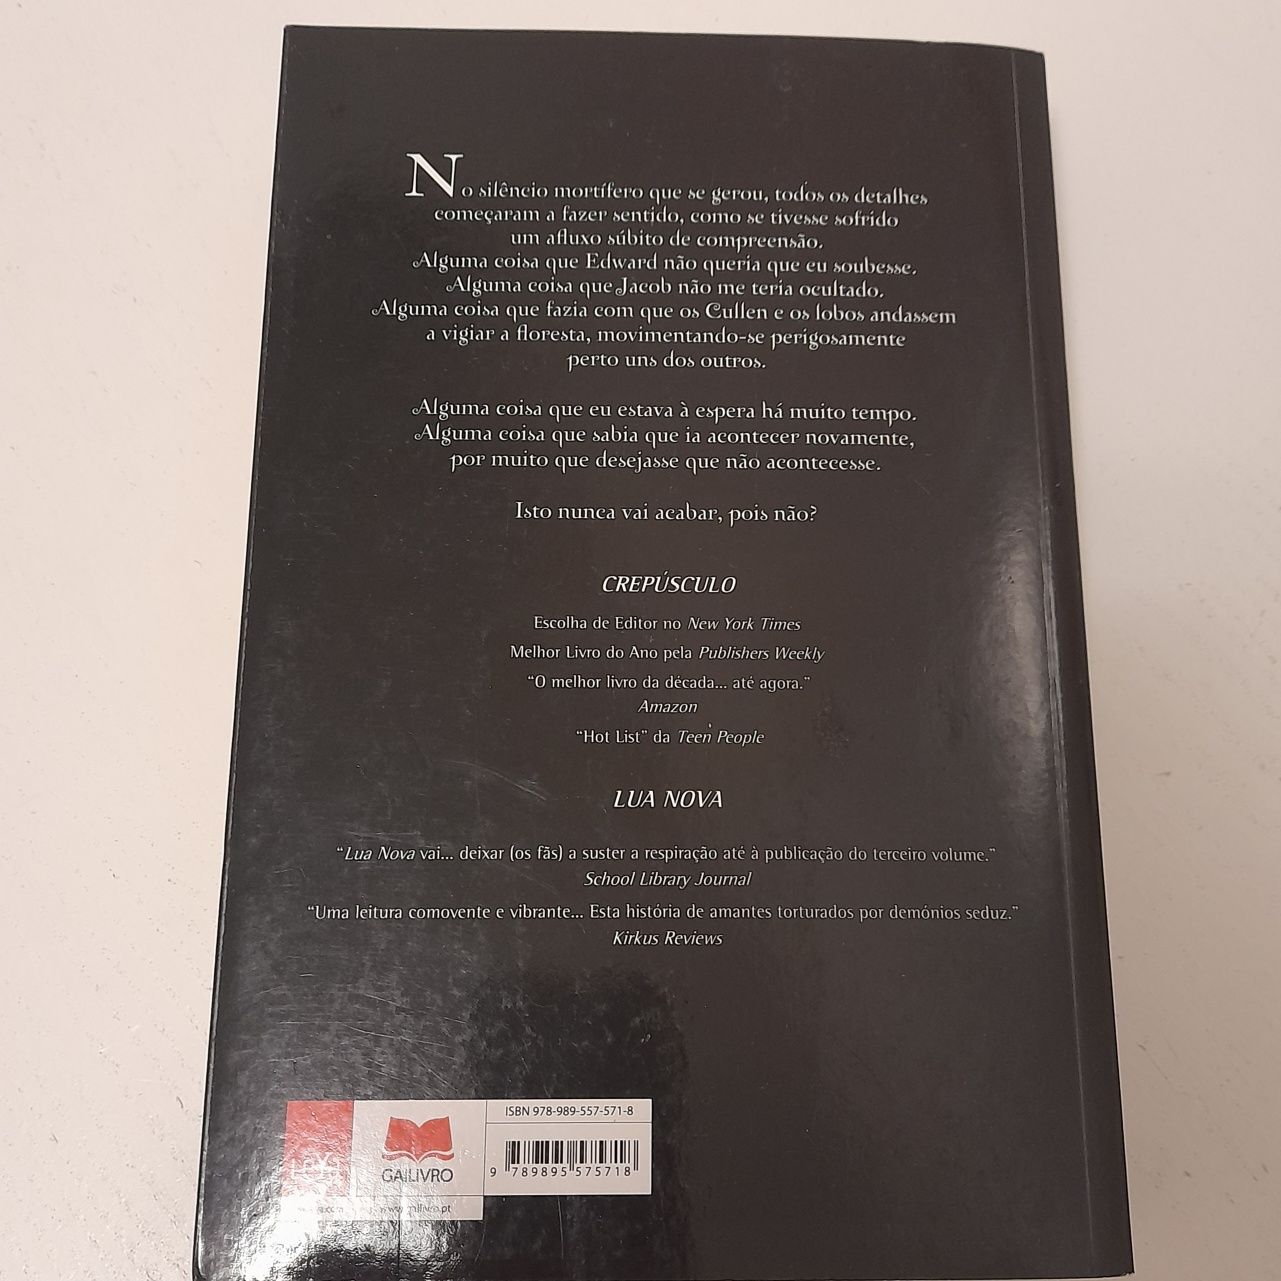 No silêncio mortífero que se gerou, todos os detalhes
começaram a fazer sentido, como se tivesse sofrido
um afluxo súbito de compreensão.
Alguma coisa que Edward não queria que eu soubesse.
Alguma coisa que Jacob não me teria ocultado.
Alguma coisa que fazia com que os Cullen e os lobos andassem
a vigiar a floresta, movimentando-se perigosamente
perto uns dos outros.
Alguma coisa que eu estava à espera há muito tempo.
Alguma coisa que sabia que ia acontecer novamente,
por muito que desejasse que não acontecesse.
Isto nunca vai acabar, pois não?
CREPÚSCULO
Escolha de Editor no New York Times
Melhor Livro do Ano pela Publishers Weekly
“O melhor livro da década... até agora.”
Amazon
“Hot List” da Teen People
LUA NOVA
“Lua Nova vai... deixar (os fãs) a suster a respiração até à publicação do terceiro volume.”
School Library Journal
“Uma leitura comovente e vibrante... Esta história de amantes torturados por demónios seduz.”
Kirkus Reviews
ISBN 978-989-557-571-8
GAILIVRO
9 789895 575718